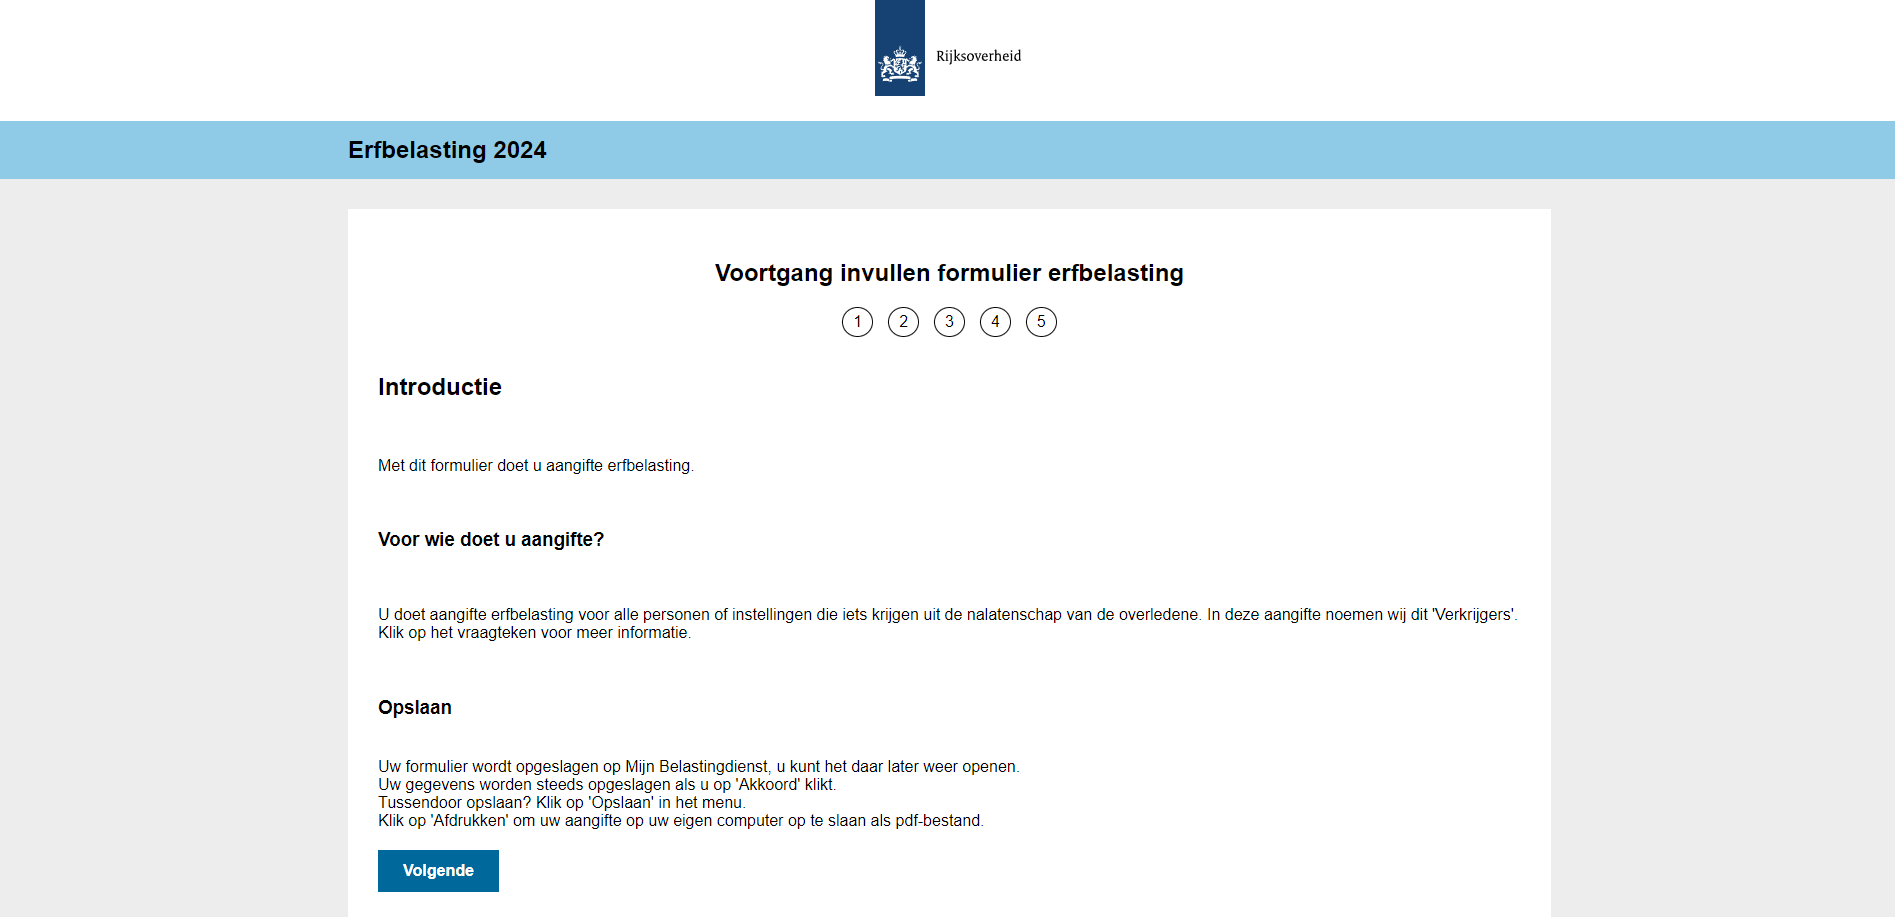 Rijksoverheid
Erfbelasting 2024
Voortgang invullen formulier erfbelasting
1 2 3 4 5
Introductie
Met dit formulier doet u aangifte erfbelasting.
Voor wie doet u aangifte?
U doet aangifte erfbelasting voor alle personen of instellingen die iets krijgen uit de nalatenschap van de overledene. In deze aangifte noemen wij dit 'Verkrijgers'.
Klik op het vraagteken voor meer informatie.
Opslaan
Uw formulier wordt opgeslagen op Mijn Belastingdienst, u kunt het daar later weer openen.
Uw gegevens worden steeds opgeslagen als u op 'Akkoord' klikt.
Tussendoor opslaan? Klik op 'Opslaan' in het menu.
Klik op 'Afdrukken' om uw aangifte op uw eigen computer op te slaan als pdf-bestand.
Volgende